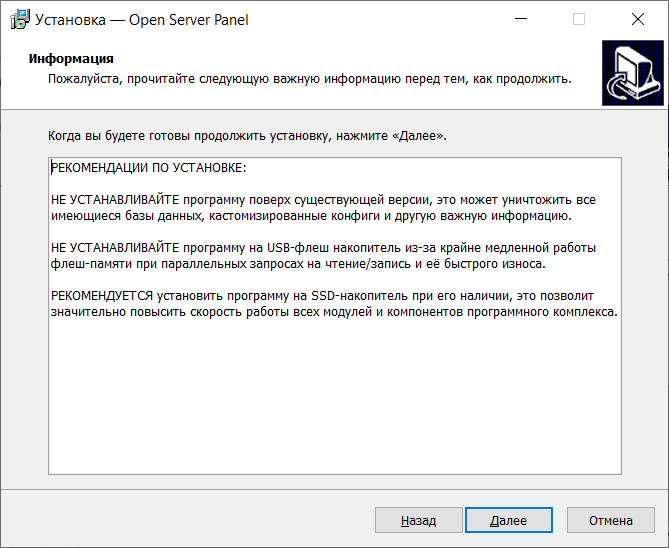 Установка — Open Server Panel
Информация
Пожалуйста, прочитайте следующую важную информацию перед тем, как продолжить.
Когда вы будете готовы продолжить установку, нажмите «Далее».
РЕКОМЕНДАЦИИ ПО УСТАНОВКЕ:
НЕ УСТАНАВЛИВАЙТЕ программу поверх существующей версии, это может уничтожить все
имеющиеся базы данных, кастомизированные конфиги и другую важную информацию.
НЕ УСТАНАВЛИВАЙТЕ программу на USB-флеш накопитель из-за крайне медленной работы
флеш-памяти при параллельных запросах на чтение/запись и её быстрого износа.
РЕКОМЕНДУЕТСЯ установить программу на SSD-накопитель при его наличии, это позволит
значительно повысить скорость работы всех модулей и компонентов программного комплекса.
Назад
Далее
Отмена